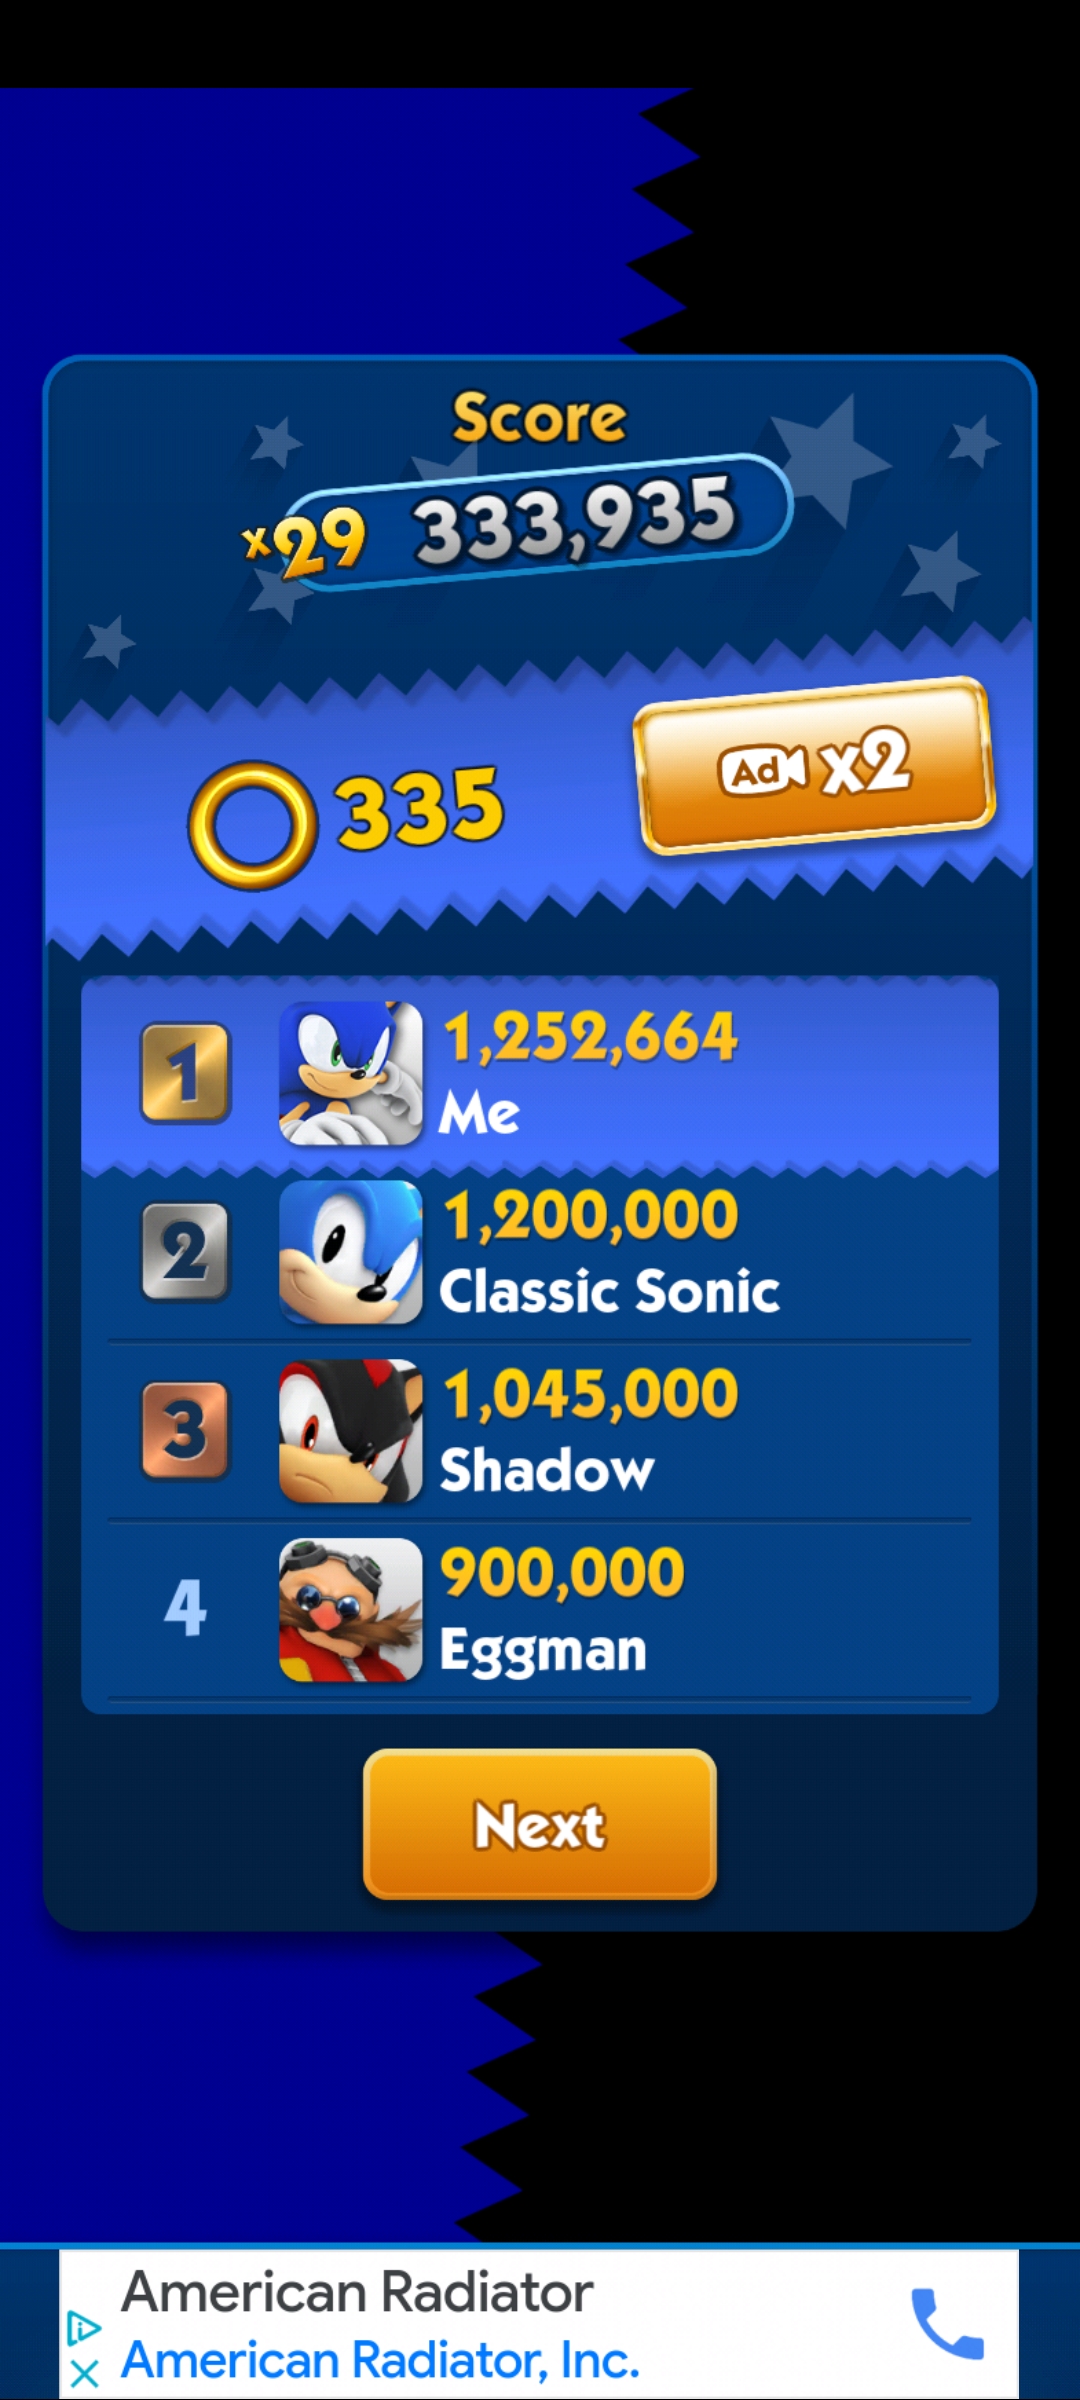 Score
x29 333,935
335
Ad x2
1 1,252,664
Me
2 1,200,000
Classic Sonic
3 1,045,000
Shadow
4 900,000
Eggman
Next
American Radiator
American Radiator, Inc.